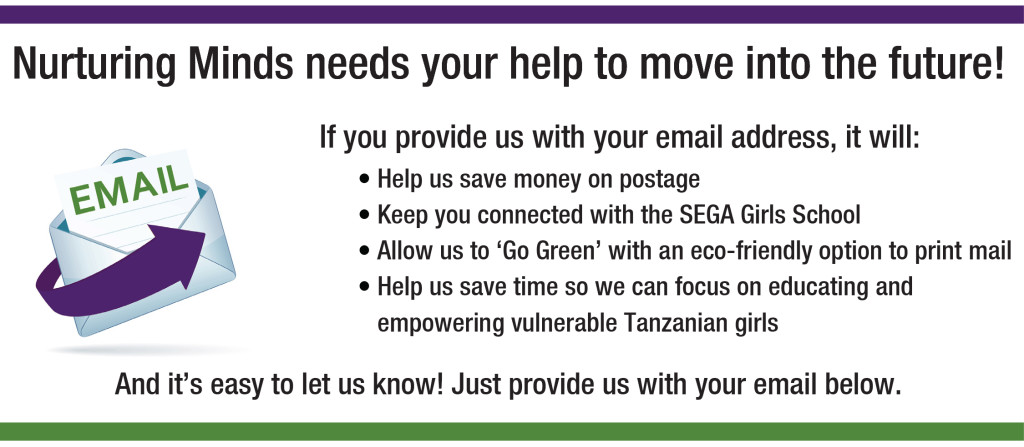 Nurturing Minds needs your help to move into the future!
EMAIL
If you provide us with your email address, it will:
• Help us save money on postage
• Keep you connected with the SEGA Girls School
• Allow us to ‘Go Green’ with an eco-friendly option to print mail
• Help us save time so we can focus on educating and
empowering vulnerable Tanzanian girls
And it’s easy to let us know! Just provide us with your email below.